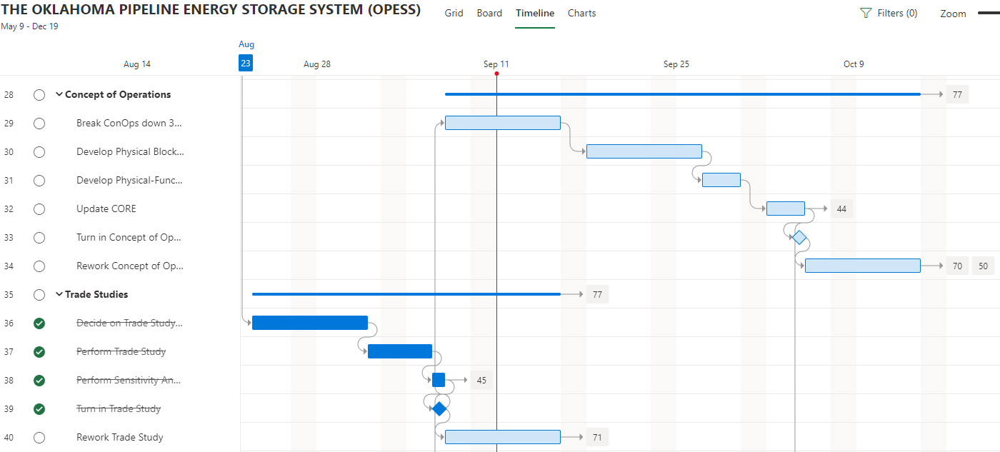 THE OKLAHOMA PIPELINE ENERGY STORAGE SYSTEM (OPESS)
Grid Board Timeline Charts
Filters (0) Zoom
May 9 - Dec 19
Aug
Aug 14 23 Aug 28 Sep 11 Sep 25 Oct 9
28 Concept of Operations 77
29 Break ConOps down 3...
30 Develop Physical Block...
31 Develop Physical-Func...
32 Update CORE 44
33 Turn in Concept of Op...
34 Rework Concept of Op... 70 50
35 Trade Studies 77
36 Decide on Trade Study...
37 Perform Trade Study
38 Perform Sensitivity An... 45
39 Turn in Trade Study
40 Rework Trade Study 71